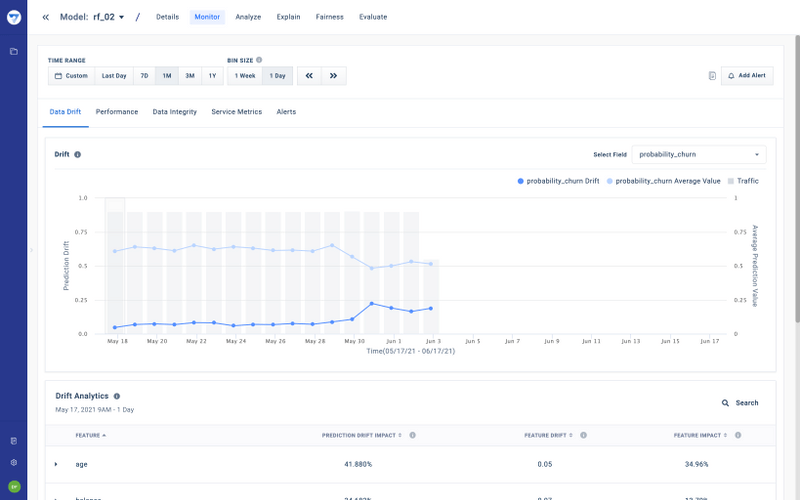 Model: rf_02 / Details Monitor Analyze Explain Fairness Evaluate
TIME RANGE BIN SIZE
Custom Last Day 7D 1M 3M 1Y 1 Week 1 Day Add Alert
Data Drift Performance Data Integrity Service Metrics Alerts
Drift Select Field probability_churn
probability_churn Drift probability_churn Average Value Traffic
1.0 1
0.75 0.75
0.5 0.5
0.25 0.25
0.0 0
Prediction Drift
Average Prediction Value
May 18 May 20 May 22 May 24 May 26 May 28 May 30 Jun 1 Jun 3 Jun 5 Jun 7 Jun 9 Jun 11 Jun 13 Jun 15 Jun 17
Time(05/17/21 - 06/17/21)
Drift Analytics
May 17, 2021 9AM - 1 Day Search
FEATURE PREDICTION DRIFT IMPACT FEATURE DRIFT FEATURE IMPACT
age 41.880% 0.05 34.96%